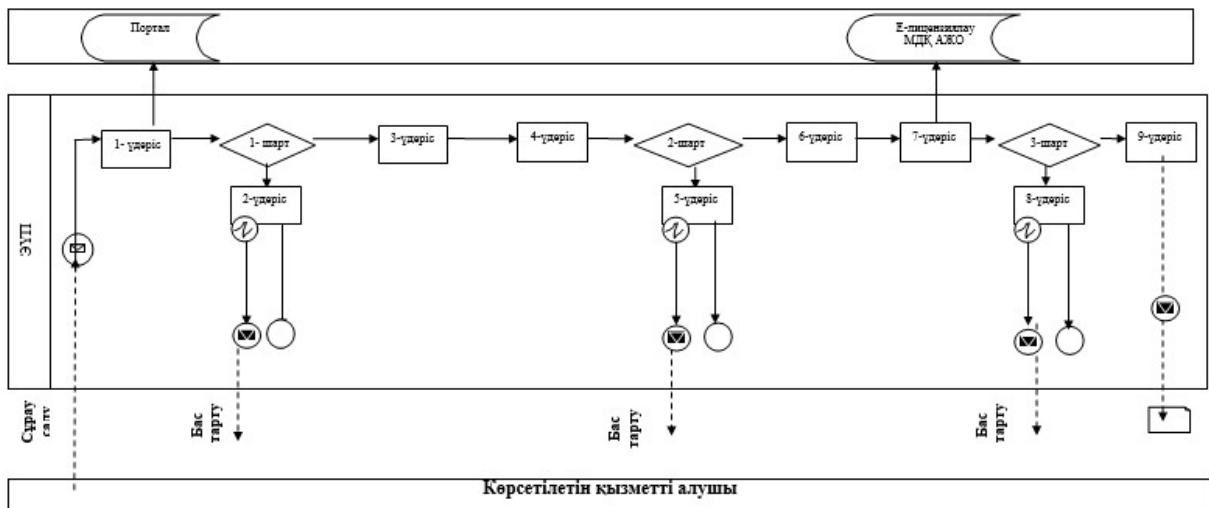 Портал
Е-лицензиялау
МДҚ АЖО
ЭҮП
1- үдеріс
1- шарт
3-үдеріс
4-үдеріс
2-шарт
6-үдеріс
7-үдеріс
3-шарт
9-үдеріс
2-үдеріс
5-үдеріс
8-үдеріс
Сұрау
салу
Бас
тарту
Бас
тарту
Бас
тарту
Көрсетілетін қызметті алушы